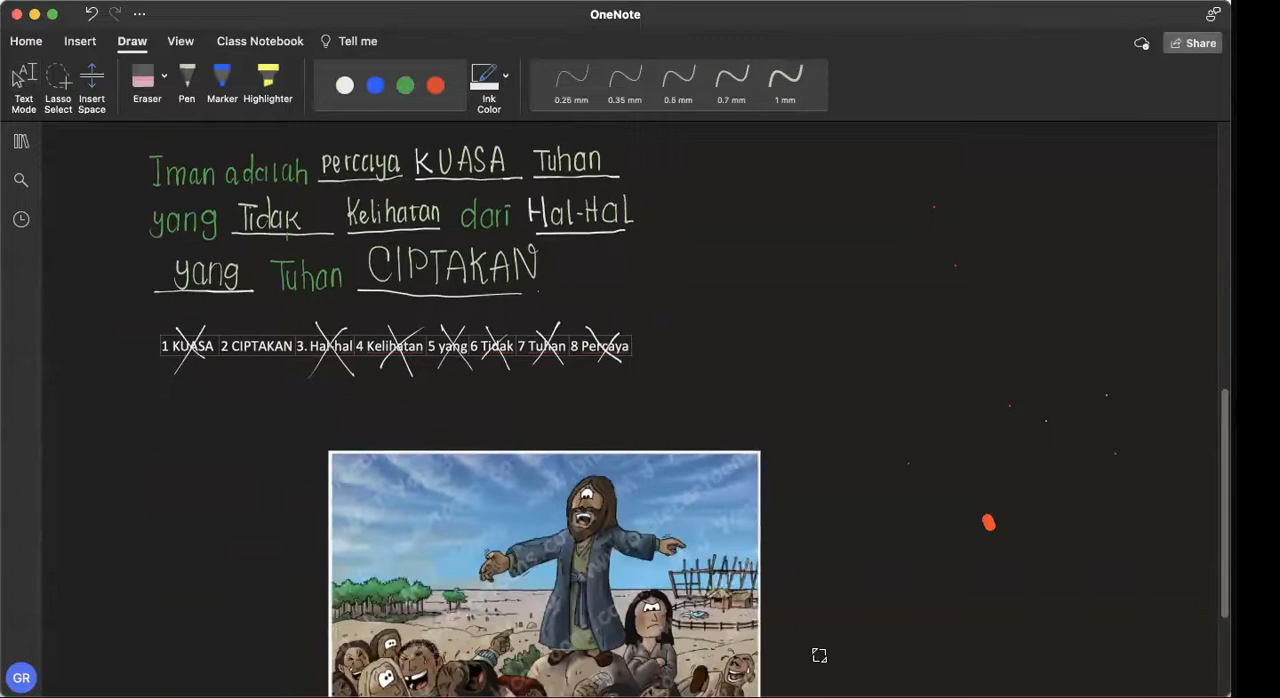 OneNote
Home Insert Draw View Class Notebook Tell me
Share
Text Mode
Lasso Select
Insert Space
Eraser
Pen
Marker
Highlighter
Ink Color
0.25 mm 0.35 mm 0.5 mm 0.7 mm 1 mm
Iman adalah percaya KUASA Tuhan
yang Tidak Kelihatan dari Hal-Hal
yang Tuhan CIPTAKAN
1 KUASA 2 CIPTAKAN 3. Hal-hal 4 Kelihatan 5 yang 6 Tidak 7 Tuhan 8 Percaya
GR